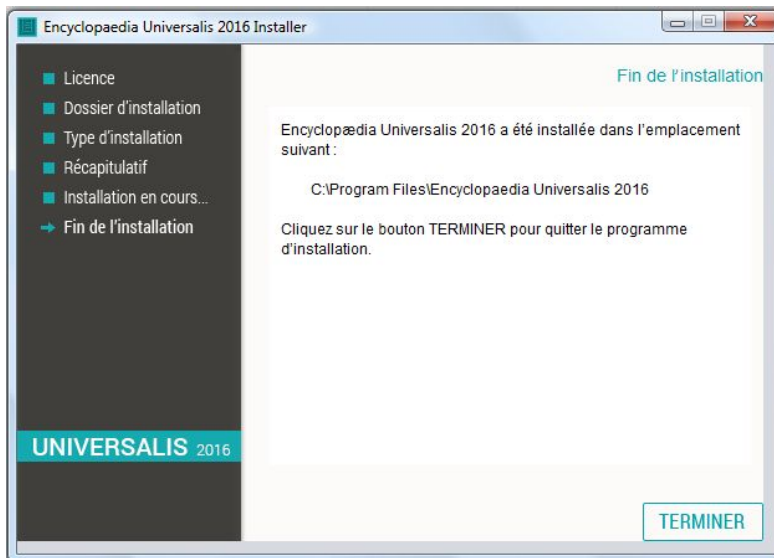 Encyclopaedia Universalis 2016 Installer
Licence
Dossier d'installation
Type d'installation
Récapitulatif
Installation en cours...
Fin de l'installation
UNIVERSALIS 2016
Fin de l'installation
Encyclopædia Universalis 2016 a été installée dans l'emplacement
suivant :
C:\Program Files\Encyclopaedia Universalis 2016
Cliquez sur le bouton TERMINER pour quitter le programme
d'installation.
TERMINER